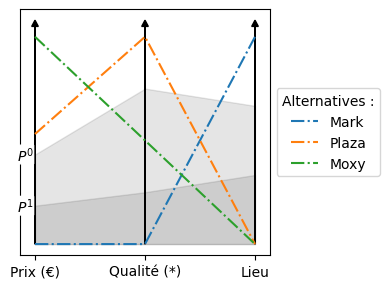 Alternatives :
Mark
Plaza
Moxy
P⁰
P¹
Prix (€) Qualité (*) Lieu